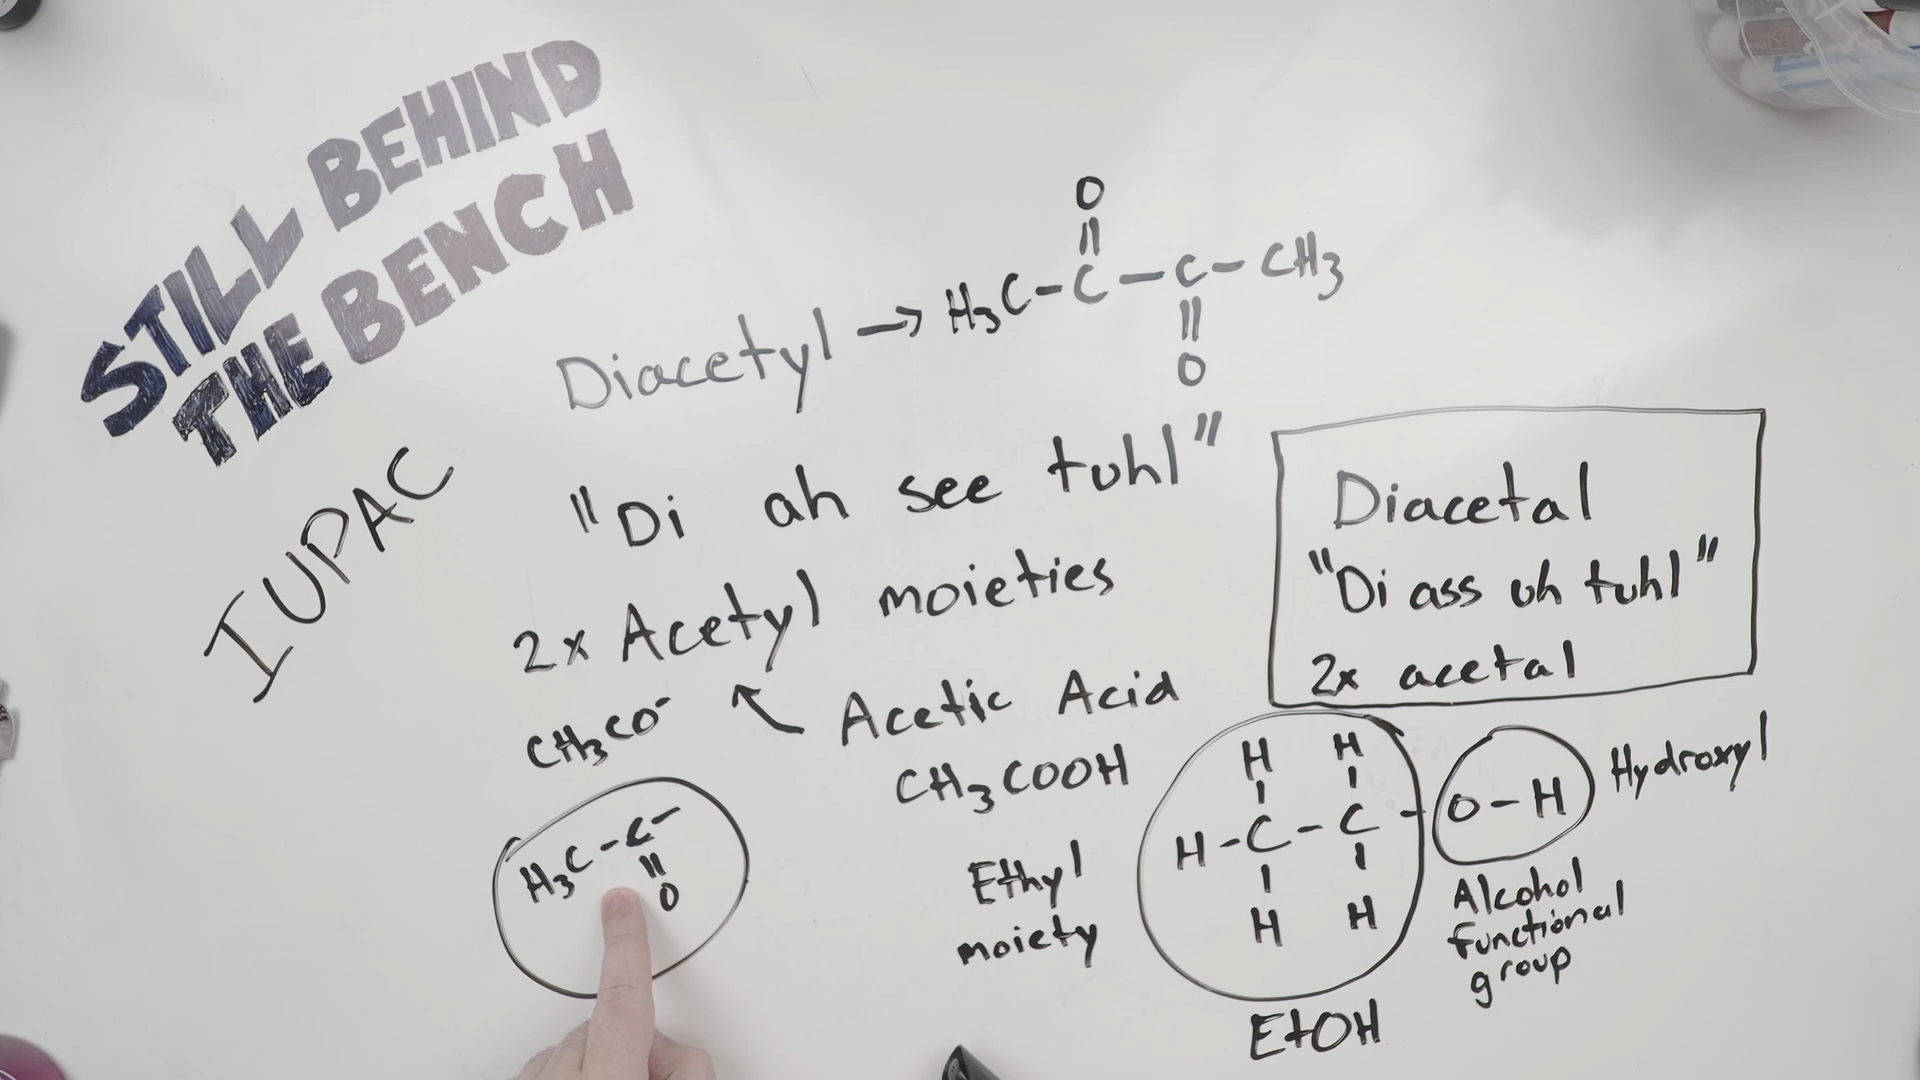 STILL BEHIND
THE BENCH
IUPAC
Diacetyl → H3C-C-C-CH3
O
O
"Di ah see tuhl"
2x Acetyl moieties
CH3CO-
Acetic Acid
CH3COOH
H3C-C-
O
Diacetal
"Di ass uh tuhl"
2x acetal
Ethyl
moiety
H H
H-C-C-O-H
H H
EtOH
Hydroxyl
Alcohol
functional
group